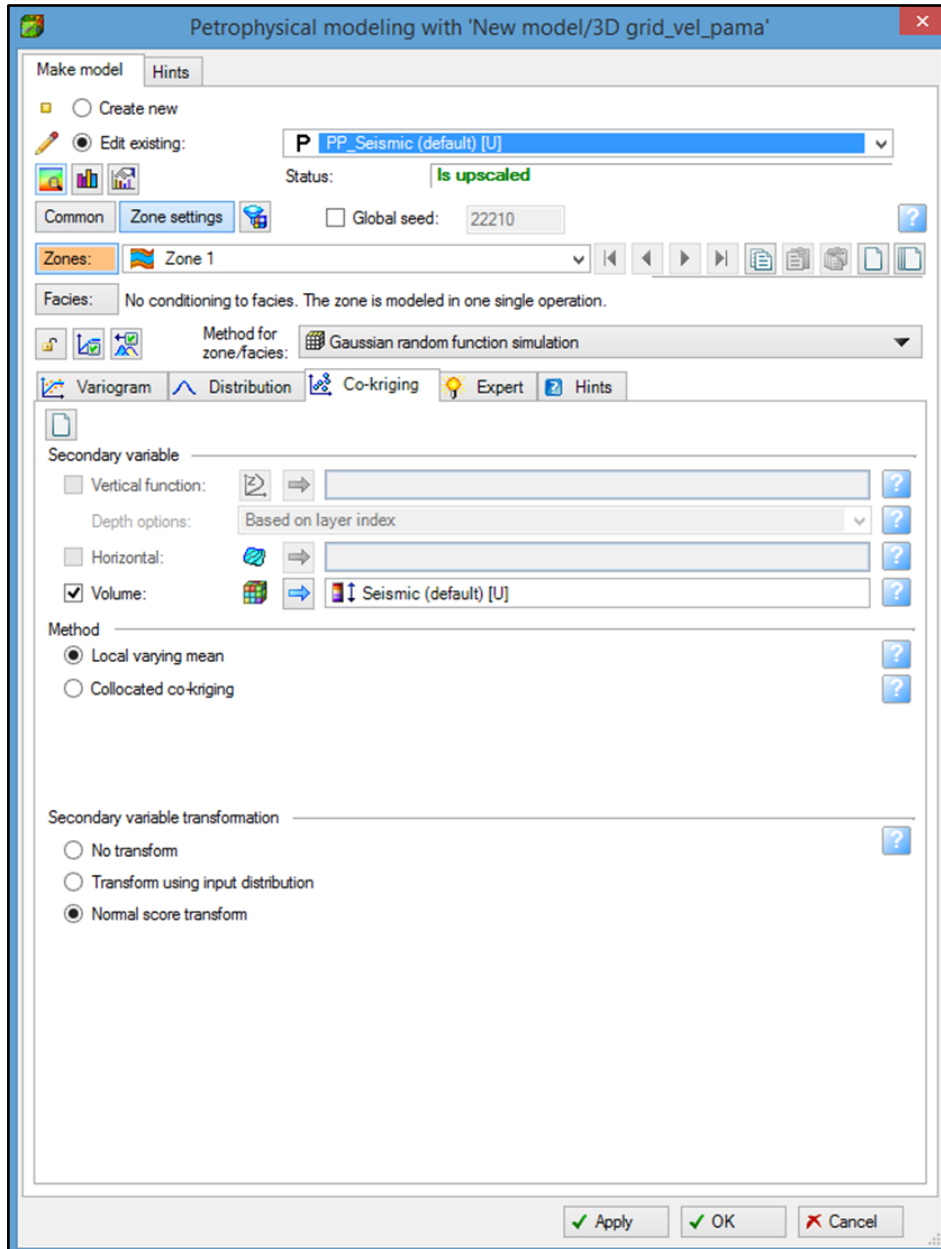 Petrophysical modeling with 'New model/3D grid_vel_pama'
Make model Hints
Create new
Edit existing: P PP_Seismic (default) [U]
Status: Is upscaled
Common Zone settings Global seed: 22210 ?
Zones: Zone 1
Facies: No conditioning to facies. The zone is modeled in one single operation.
Method for
zone/facies: Gaussian random function simulation
Variogram Distribution Co-kriging Expert Hints
Secondary variable
Vertical function: ?
Depth options: Based on layer index ?
Horizontal: ?
Volume: Seismic (default) [U] ?
Method
Local varying mean ?
Collocated co-kriging ?
Secondary variable transformation
No transform ?
Transform using input distribution
Normal score transform
Apply OK Cancel